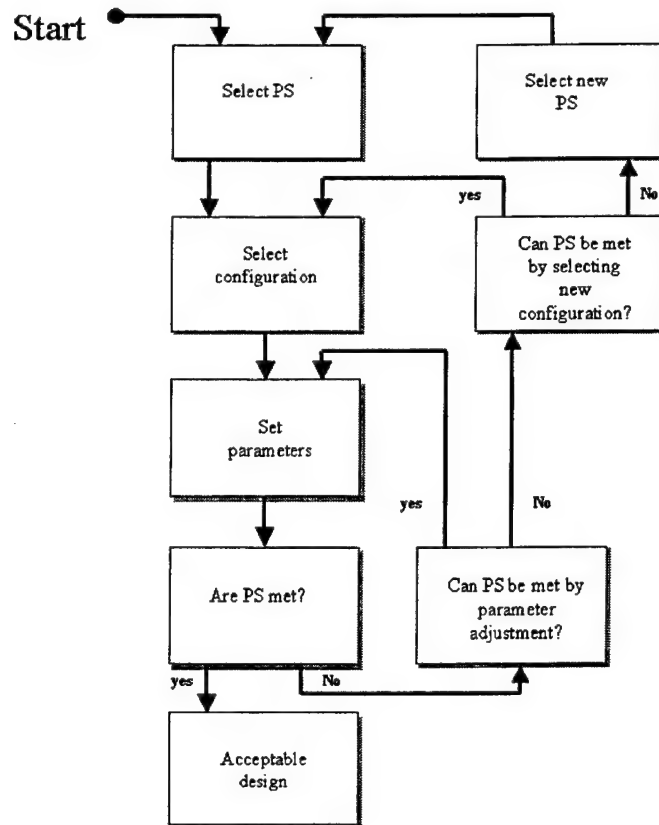 Start
Select PS
Select new
PS
yes
No
Select
configuration
Can PS be met
by selecting
new
configuration?
Set
parameters
yes
No
Are PS met?
Can PS be met by
parameter
adjustment?
yes
No
Acceptable
design